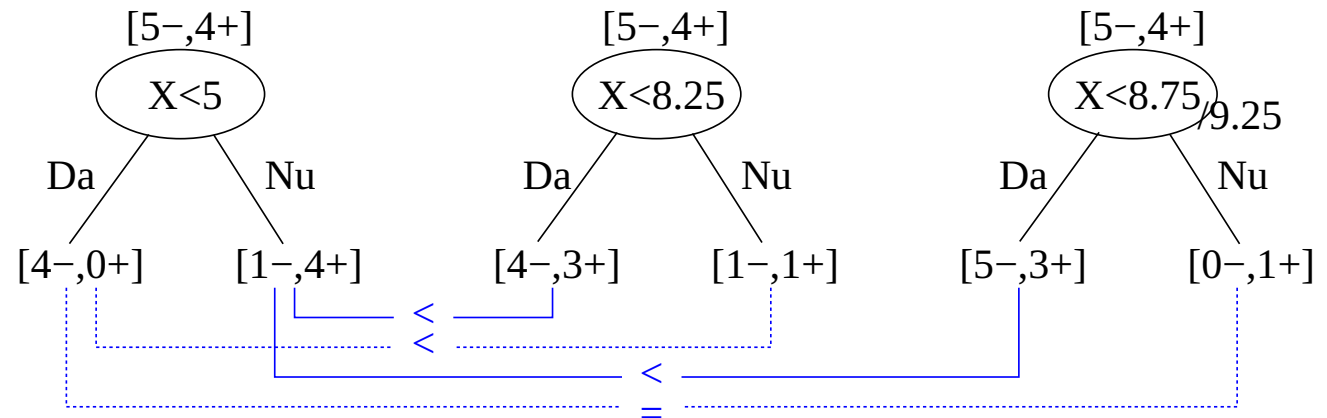 [5−,4+] [5−,4+] [5−,4+]
X<5 X<8.25 X<8.75/9.25
Da Nu Da Nu Da Nu
[4−,0+] [1−,4+] [4−,3+] [1−,1+] [5−,3+] [0−,1+]
<
<
<
=